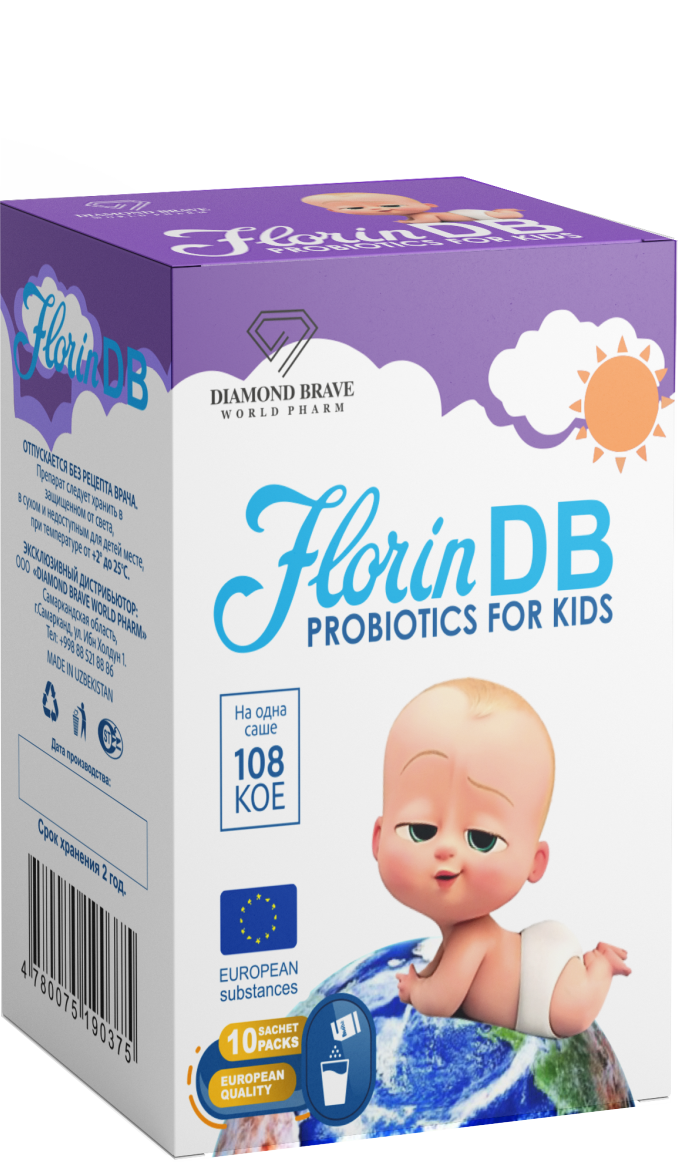 DIAMOND BRAVE
WORLD PHARM
Florin DB
PROBIOTICS FOR KIDS
Florin DB
ОТПУСКАЕТСЯ БЕЗ РЕЦЕПТА ВРАЧА.
Препарат следует хранить в
защищенном от света,
в сухом и недоступным для детей месте,
при температуре от +2 до 25°С.
ЭКСКЛЮЗИВНЫЙ ДИСТРИБЬЮТОР:
ООО «DIAMOND BRAVE WORLD PHARM»
Самаркандская область,
г.Самарканд, ул. Ибн Холдун 1.
Тел: +998 88 521 88 86
MADE IN UZBEKISTAN
Дата производства:
Срок хранения 2 год.
4 780075 190375
DIAMOND BRAVE
WORLD PHARM
Florin DB
PROBIOTICS FOR KIDS
На одна
саше
108
КОЕ
EUROPEAN
substances
10 SACHET
PACKS
EUROPEAN
QUALITY